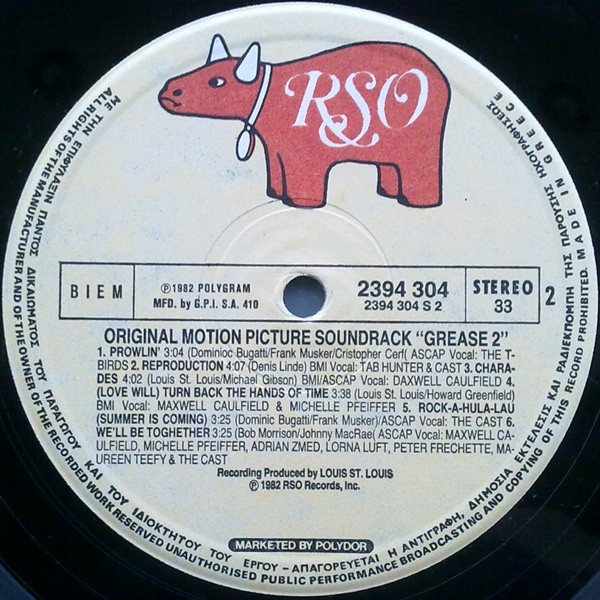 RSO
BIEM
℗1982 POLYGRAM
MFD. by G.P.I. S.A. 410
2394 304
2394 304 S 2
STEREO
33
2
ORIGINAL MOTION PICTURE SOUNDRACK "GREASE 2"
1. PROWLIN' 3:04 (Dominioc Bugatti/Frank Musker/Cristopher Cerf( ASCAP Vocal: THE T-
BIRDS 2. REPRODUCTION 4:07 (Denis Linde) BMI Vocal: TAB HUNTER & CAST 3. CHARA-
DES 4:02 (Louis St. Louis/Michael Gibson) BMI/ASCAP Vocal: DAXWELL CAULFIELD 4.
(LOVE WILL) TURN BACK THE HANDS OF TIME 3:38 (Louis St. Louis/Howard Greenfield)
BMI Vocal: MAXWELL CAULFIELD & MICHELLE PFEIFFER 5. ROCK-A-HULA-LAU
(SUMMER IS COMING) 3:25 (Dominic Bugatti/Frank Musker(/ASCAP Vocal: THE CAST 6.
WE'LL BE TOGHETHER 3:25 (Bob Morrison/Johnny MacRae( ASCAP Vocal: MAXWELL CA-
ULFIELD, MICHELLE PFEIFFER, ADRIAN ZMED, LORNA LUFT, PETER FRECHETTE, MA-
UREEN TEEFY & THE CAST
Recording Produced by LOUIS ST. LOUIS
℗ 1982 RSO Records, Inc.
MARKETED BY POLYDOR
ΜΕ ΤΗΝ ΕΠΙΦΥΛΑΞΙΝ ΠΑΝΤΟΣ ΔΙΚΑΙΩΜΑΤΟΣ ΤΟΥ ΠΑΡΑΓΩΓΟΥ ΚΑΙ ΤΟΥ ΙΔΙΟΚΤΗΤΟΥ ΤΟΥ ΕΡΓΟΥ - ΑΠΑΓΟΡΕΥΕΤΑΙ Η ΑΝΤΙΓΡΑΦΗ, ΔΗΜΟΣΙΑ ΕΚΤΕΛΕΣΙΣ ΚΑΙ ΡΑΔΙΕΚΠΟΜΠΗ ΤΗΣ ΠΑΡΟΥΣΗΣ ΗΧΟΓΡΑΦΗΣΕΩΣ
ALL RIGHTS OF THE MANUFACTURER AND OF THE OWNER OF THE RECORDED WORK RESERVED UNAUTHORISED PUBLIC PERFORMANCE BROADCASTING AND COPYING OF THIS RECORD PROHIBITED. MADE IN GREECE